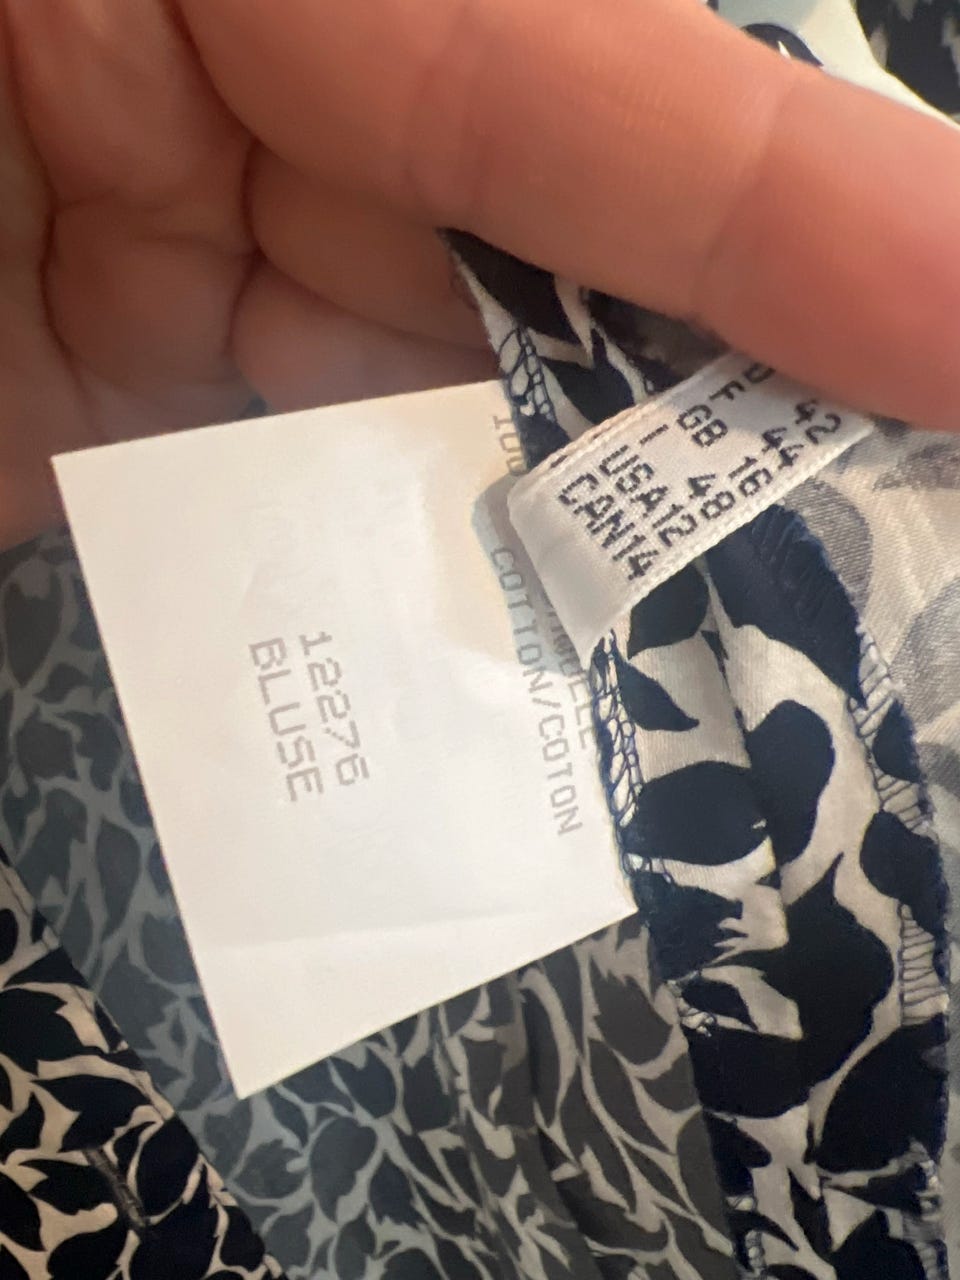 42
F 44
GB 16
I 48
USA12
CAN14
COTTON/COTON
12276
BLUSE